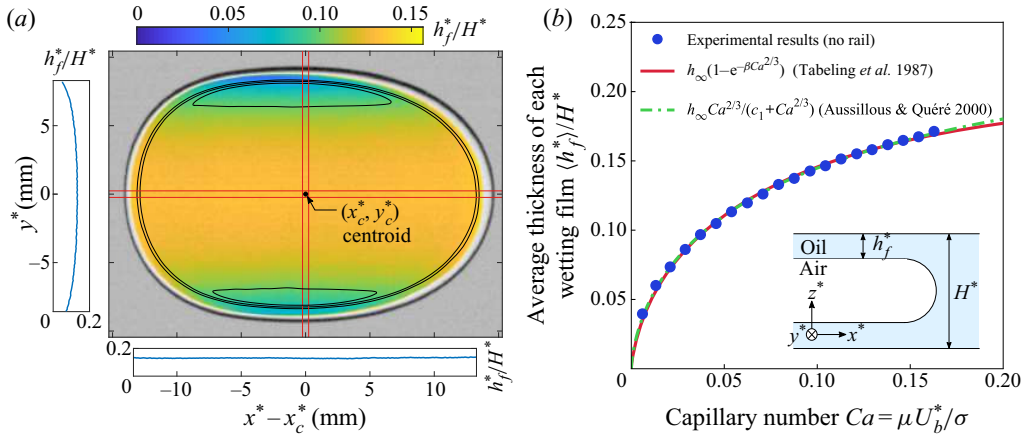 (a)
0 0.05 0.10 0.15
h*f/H*
h*f/H*
5
0
−5
y* (mm)
0 0.2
(x*c, y*c)
centroid
0.2
0 −10 −5 0 5 10
h*f/H*
x* – x*c (mm)
(b)
0.25
0.20
0.15
0.10
0.05
0 0.05 0.10 0.15 0.20
Average thickness of each
wetting film ⟨h*f⟩/H*
Experimental results (no rail)
h∞(1–e–βCa2/3) (Tabeling et al. 1987)
h∞Ca2/3/(c1+Ca2/3) (Aussillous & Quéré 2000)
Oil
h*f
Air
z*
H*
y* x*
Capillary number Ca = μU*b/σ